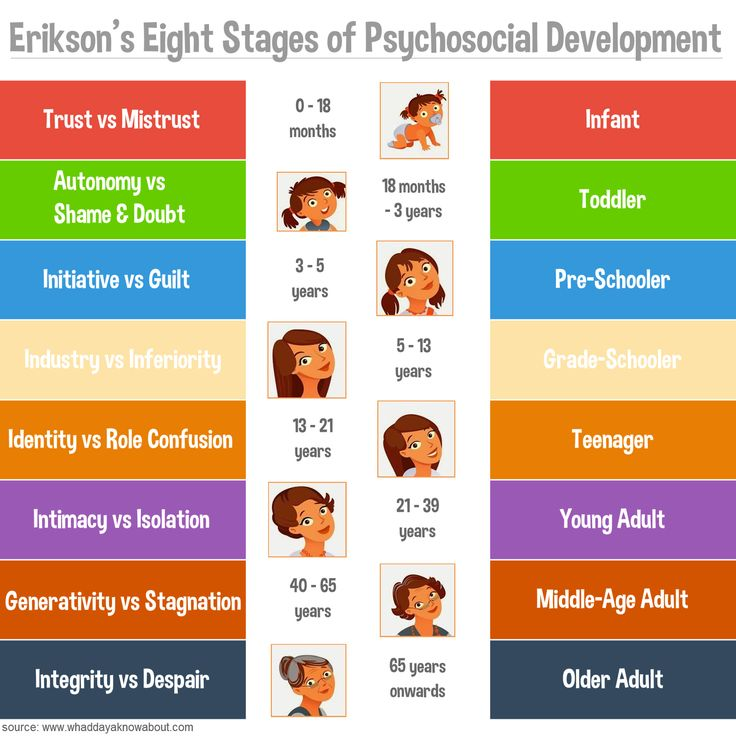 Erikson's Eight Stages of Psychosocial Development
Trust vs Mistrust
0 - 18
months
Infant
Autonomy vs
Shame & Doubt
18 months
- 3 years
Toddler
Initiative vs Guilt
3 - 5
years
Pre-Schooler
Industry vs Inferiority
5 - 13
years
Grade-Schooler
Identity vs Role Confusion
13 - 21
years
Teenager
Intimacy vs Isolation
21 - 39
years
Young Adult
Generativity vs Stagnation
40 - 65
years
Middle-Age Adult
Integrity vs Despair
65 years
onwards
Older Adult
source: www.whaddayaknowabout.com